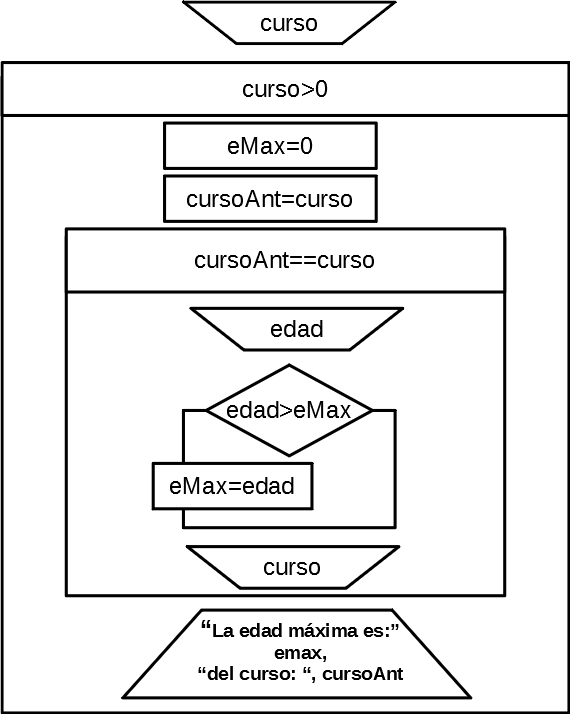 curso
curso>0
eMax=0
cursoAnt=curso
cursoAnt==curso
edad
edad>eMax
eMax=edad
curso
“La edad máxima es:”
emax,
“del curso: “, cursoAnt